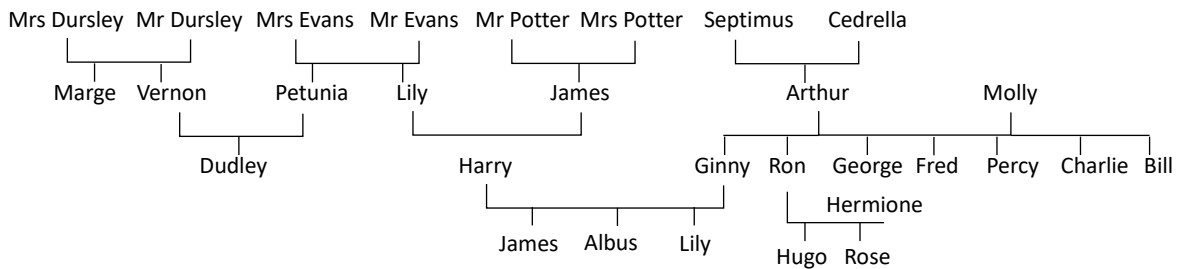 Mrs Dursley Mr Dursley Mrs Evans Mr Evans Mr Potter Mrs Potter Septimus Cedrella
Marge Vernon Petunia Lily James Arthur Molly
Dudley Harry Ginny Ron George Fred Percy Charlie Bill
Hermione
James Albus Lily
Hugo Rose